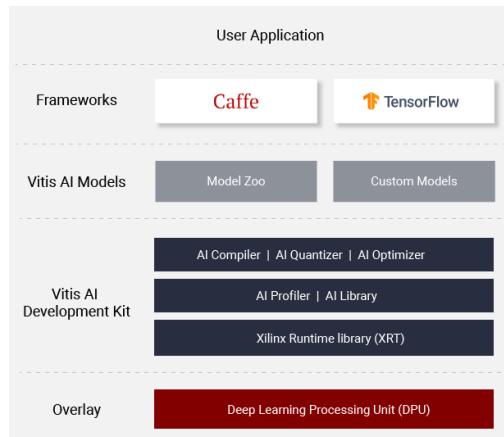 User Application
Frameworks
Caffe
TensorFlow
Vitis AI Models
Model Zoo
Custom Models
Vitis AI
Development Kit
AI Compiler | AI Quantizer | AI Optimizer
AI Profiler | AI Library
Xilinx Runtime library (XRT)
Overlay
Deep Learning Processing Unit (DPU)